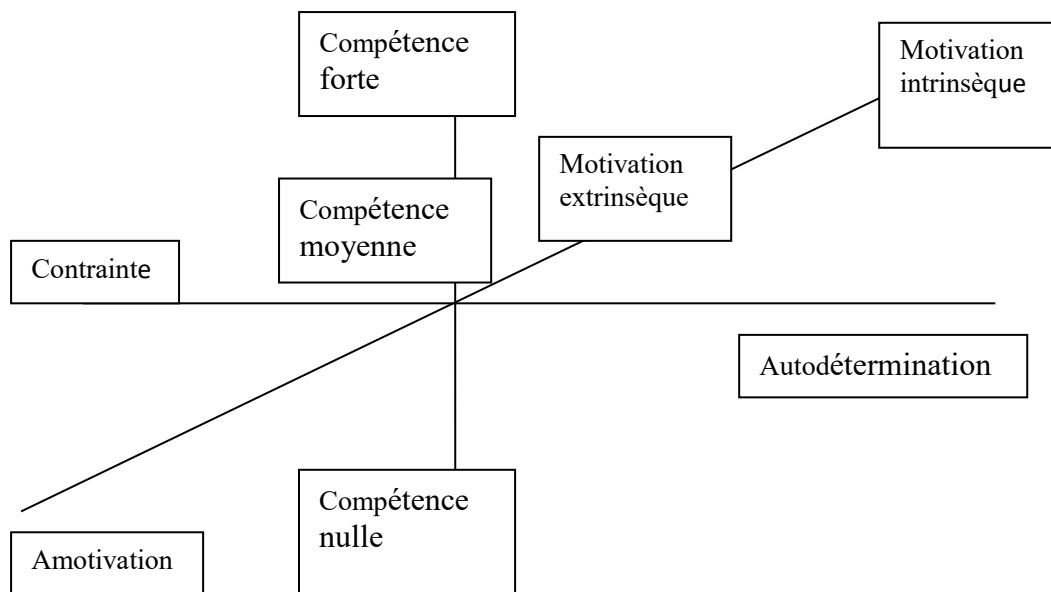 Compétence
forte
Motivation
intrinsèque
Motivation
extrinsèque
Compétence
moyenne
Contrainte
Autodétermination
Compétence
nulle
Amotivation